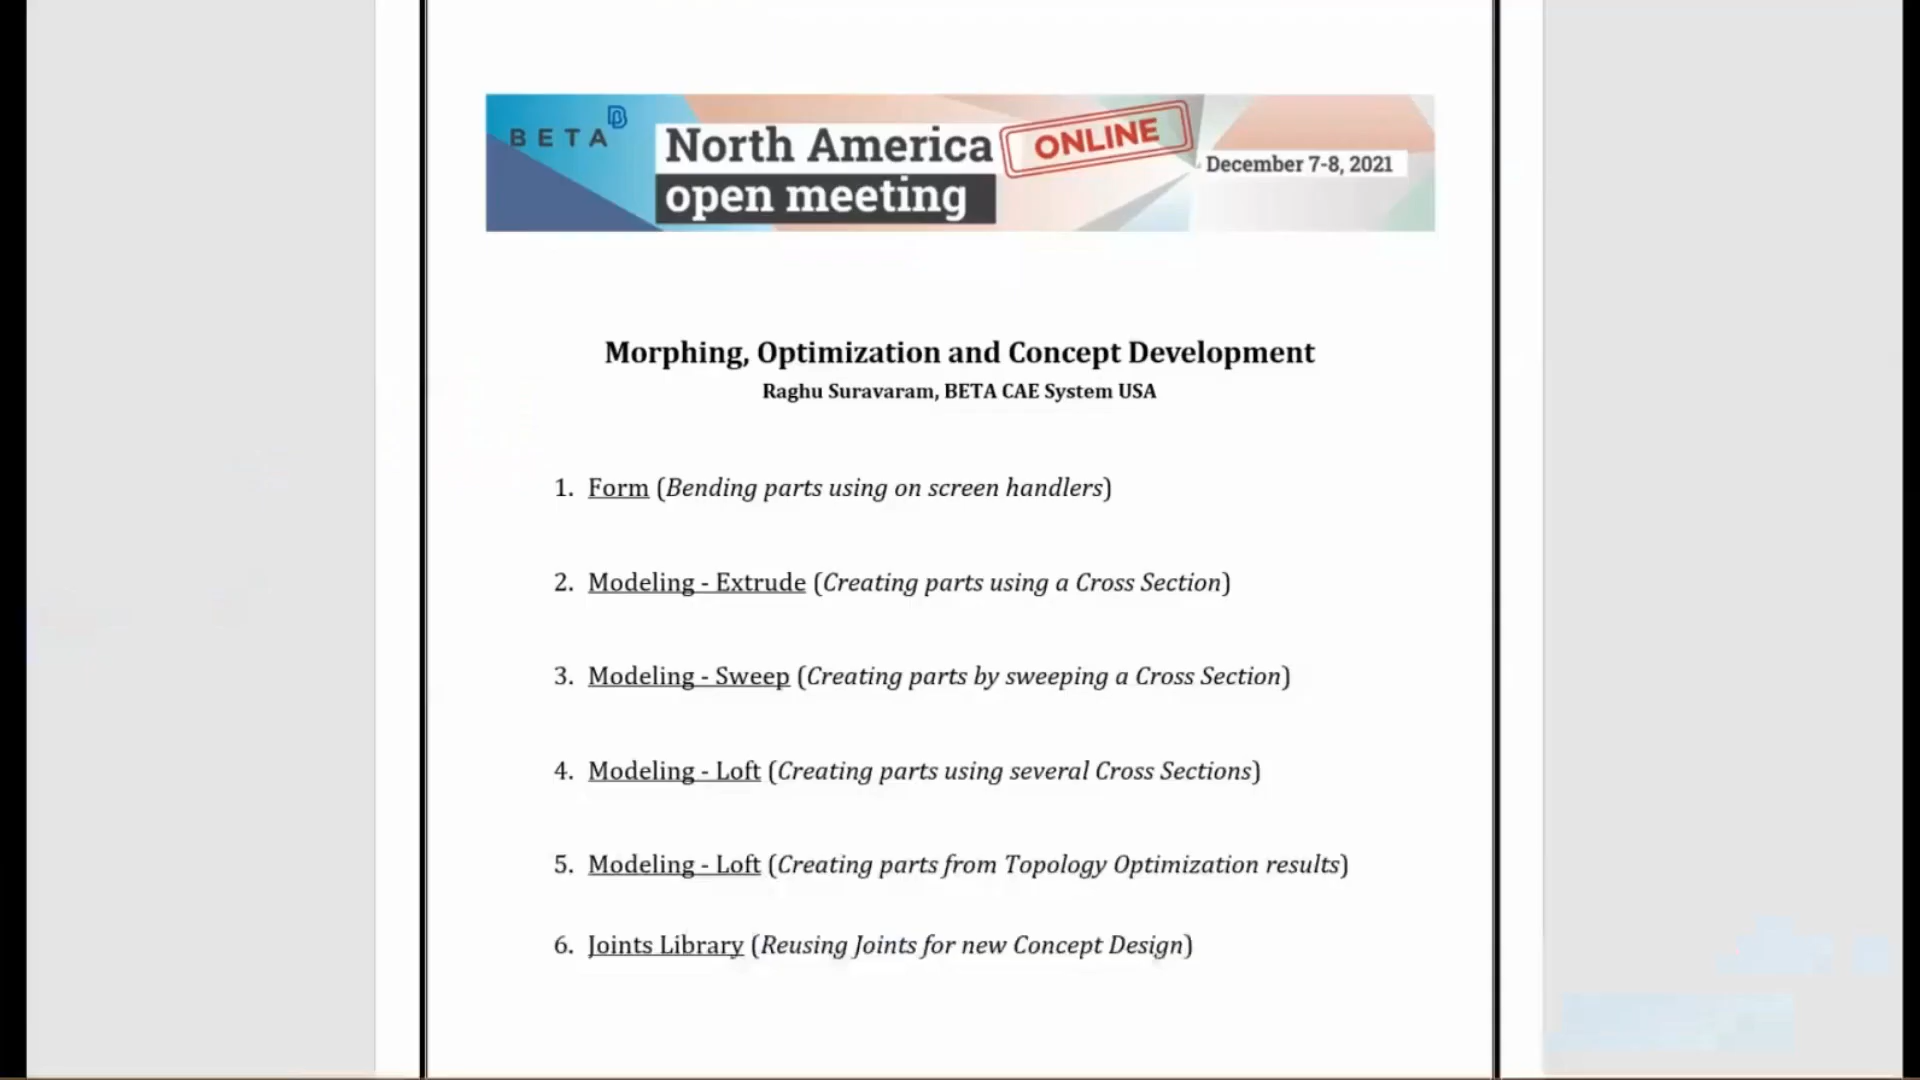 BETA
North America
open meeting
ONLINE
December 7-8, 2021
Morphing, Optimization and Concept Development
Raghu Suravaram, BETA CAE System USA
1. Form (Bending parts using on screen handlers)
2. Modeling - Extrude (Creating parts using a Cross Section)
3. Modeling - Sweep (Creating parts by sweeping a Cross Section)
4. Modeling - Loft (Creating parts using several Cross Sections)
5. Modeling - Loft (Creating parts from Topology Optimization results)
6. Joints Library (Reusing Joints for new Concept Design)